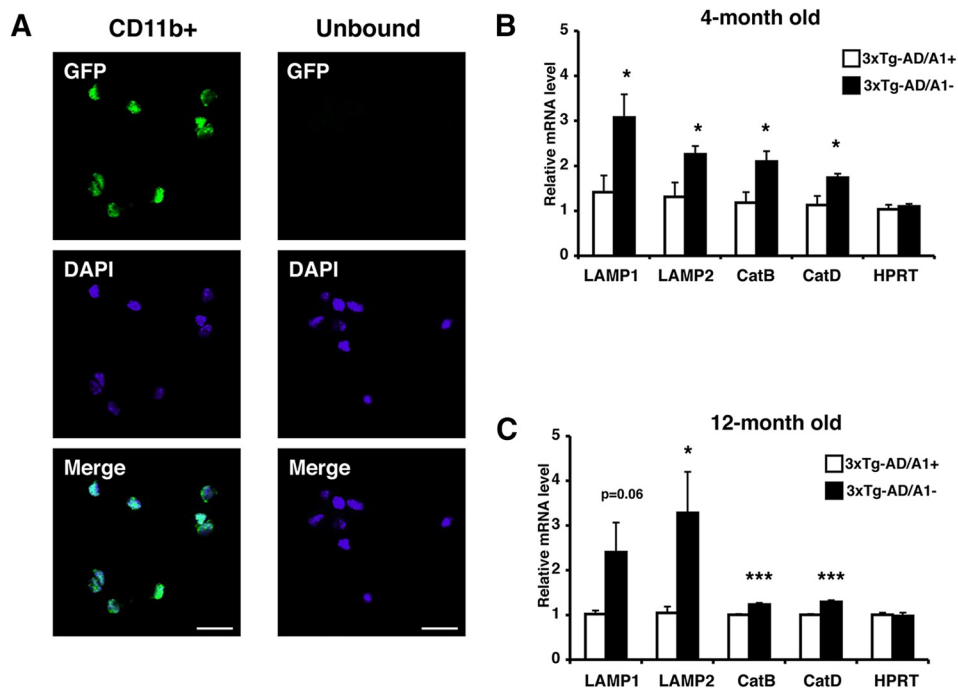 A
CD11b+
Unbound
GFP
GFP
DAPI
DAPI
Merge
Merge
B
4-month old
3xTg-AD/A1+
3xTg-AD/A1-
Relative mRNA level
5
4
3
2
1
0
*
*
*
*
LAMP1
LAMP2
CatB
CatD
HPRT
C
12-month old
3xTg-AD/A1+
3xTg-AD/A1-
Relative mRNA level
5
4
3
2
1
0
p=0.06
*
***
***
LAMP1
LAMP2
CatB
CatD
HPRT